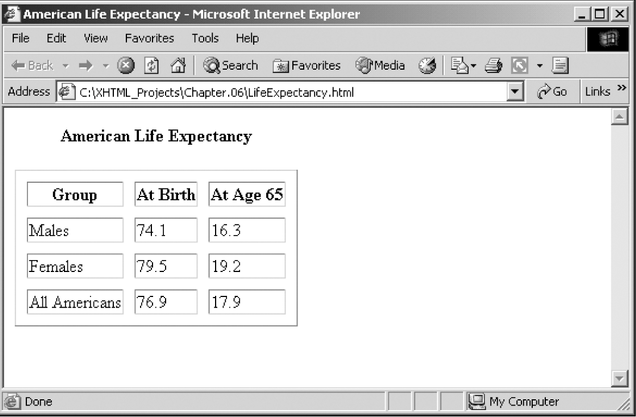 American Life Expectancy - Microsoft Internet Explorer
File Edit View Favorites Tools Help
Back Search Favorites Media
Address C:\XHTML_Projects\Chapter.06\LifeExpectancy.html Go Links »
American Life Expectancy
Group At Birth At Age 65
Males 74.1 16.3
Females 79.5 19.2
All Americans 76.9 17.9
Done My Computer